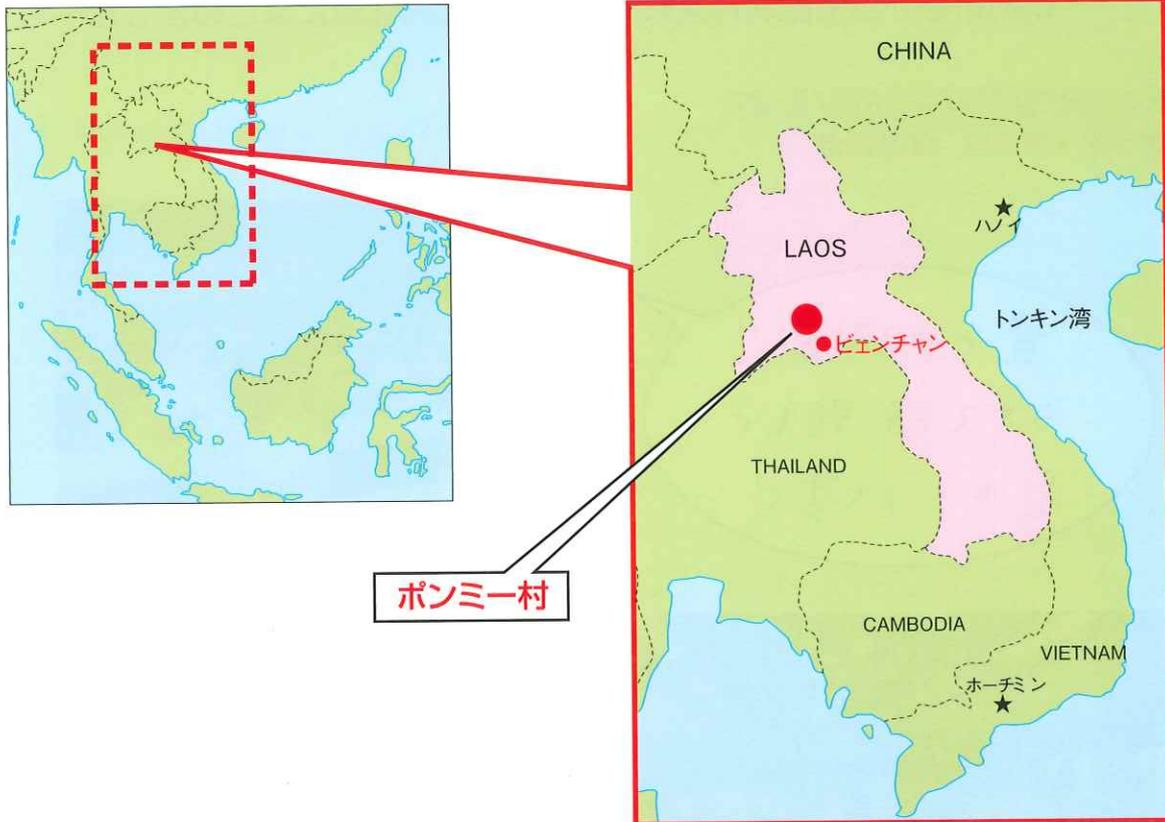 CHINA
ハノイ
LAOS
トンキン湾
ビエンチャン
THAILAND
ポンミー村
CAMBODIA
VIETNAM
ホーチミン